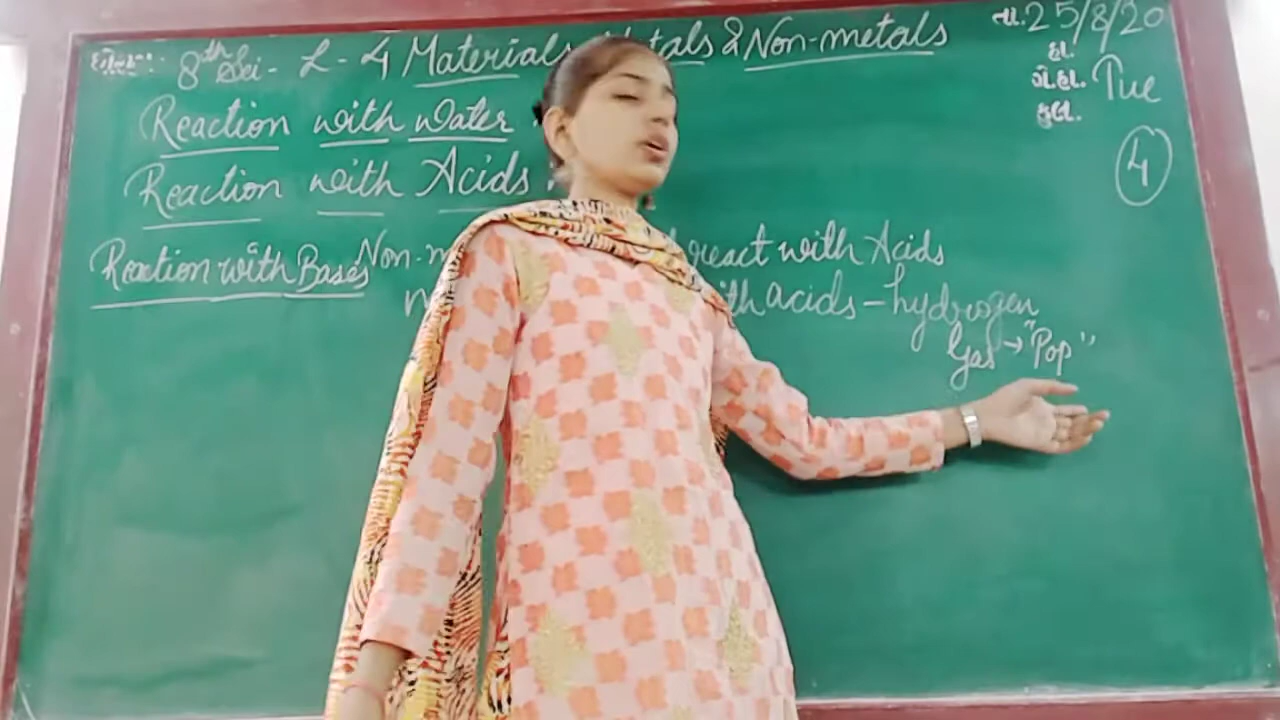 8th Sci - L - 4 Materials Metals & Non-metals
તા. 25/8/20
હા.
ગે.હા. Tue
કુલ.
4
Reaction with Water :
Reaction with Acids :
Non-m react with Acids
with acids - hydrogen
Gas → "Pop"
Reaction with Bases